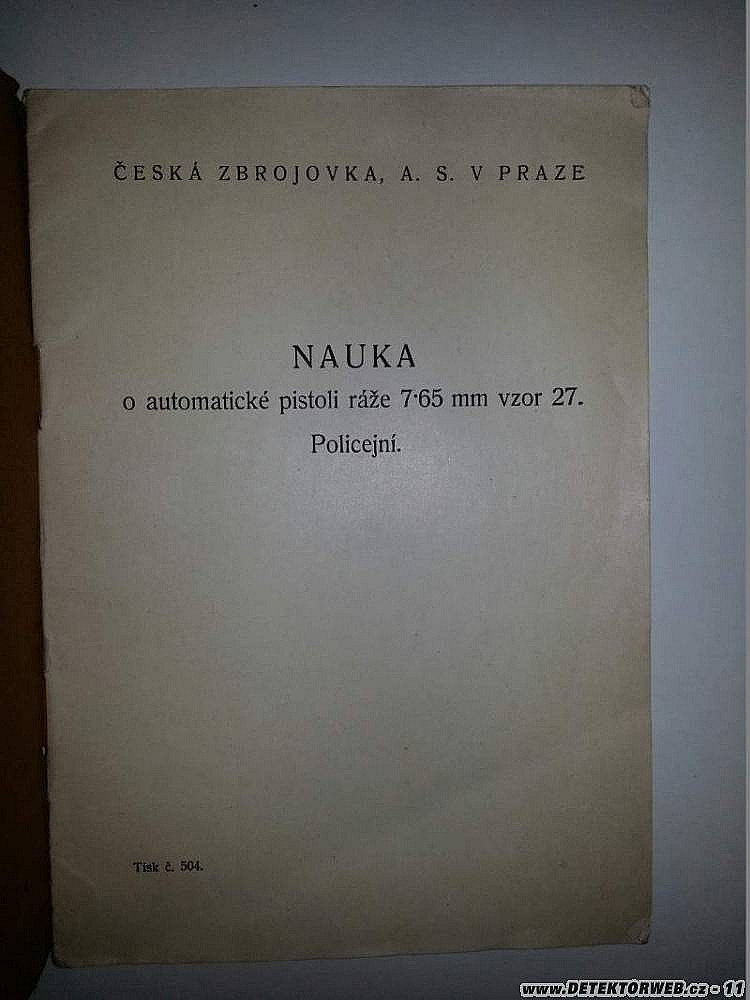 ČESKÁ ZBROJOVKA, A. S. V PRAZE
NAUKA
o automatické pistoli ráže 7·65 mm vzor 27.
Policejní.
Tisk č. 504.
www.DETEKTORWEB.cz - 11